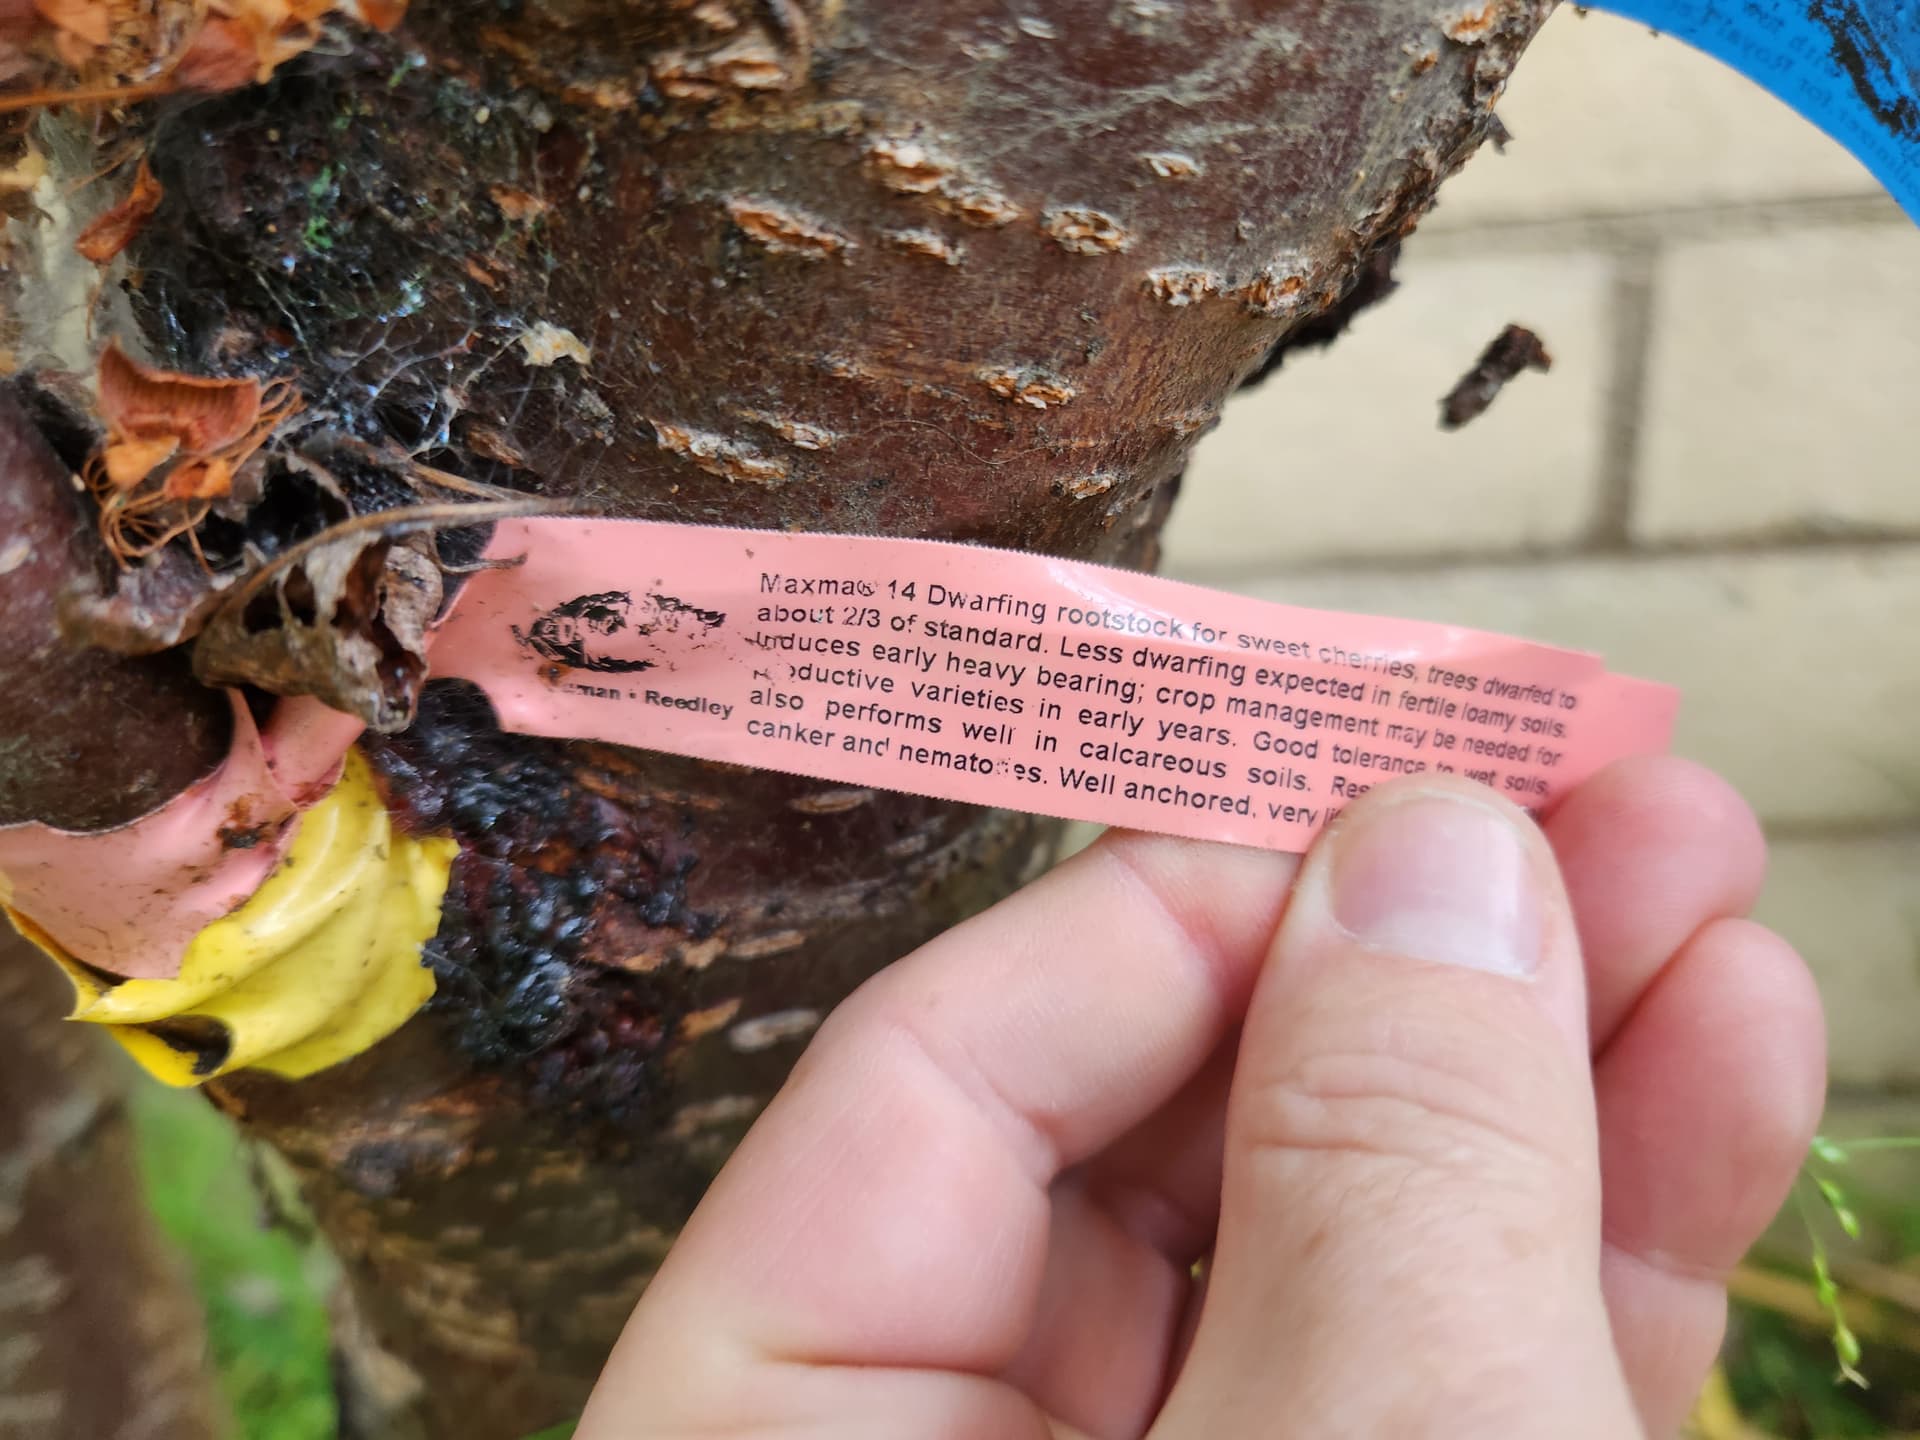 Maxma® 14 Dwarfing rootstock for sweet cherries, trees dwarfed to
about 2/3 of standard. Less dwarfing expected in fertile loamy soils.
Induces early heavy bearing; crop management may be needed for
productive varieties in early years. Good tolerance to wet soils,
also performs well in calcareous soils.
canker and nematodes. Well anchored, very
Reedley